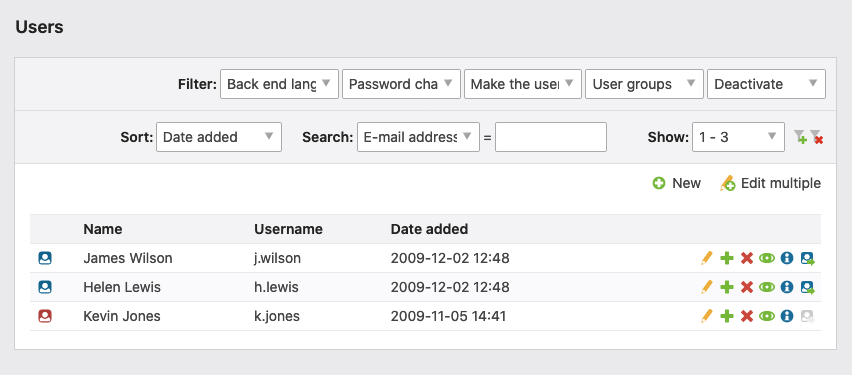 Users
Filter: Back end lang Password cha Make the user User groups Deactivate
Sort: Date added Search: E-mail address = Show: 1 - 3
New Edit multiple
Name Username Date added
James Wilson j.wilson 2009-12-02 12:48
Helen Lewis h.lewis 2009-12-02 12:48
Kevin Jones k.jones 2009-11-05 14:41